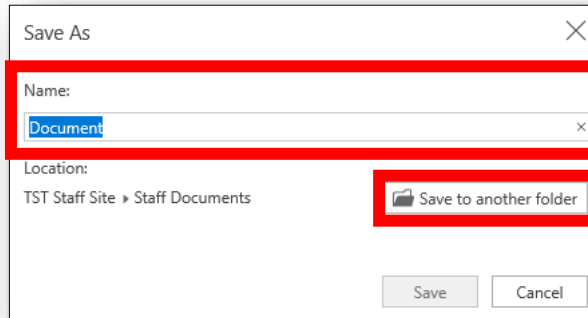 Save As
Name:
Document
Location:
TST Staff Site ▸ Staff Documents
Save to another folder
Save Cancel